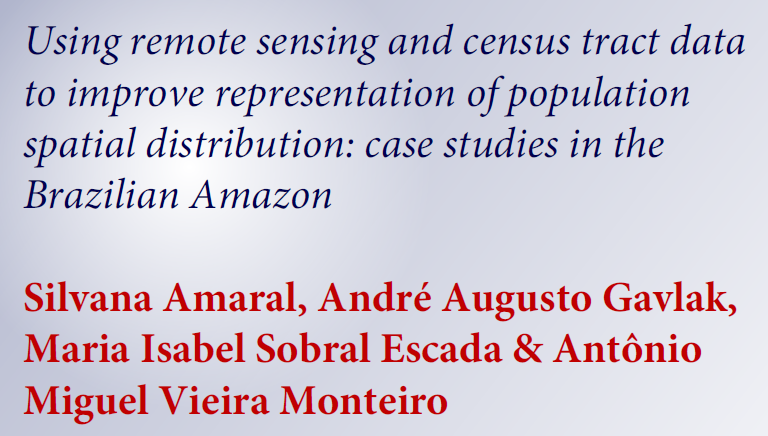 Using remote sensing and census tract data
to improve representation of population
spatial distribution: case studies in the
Brazilian Amazon
Silvana Amaral, André Augusto Gavlak,
Maria Isabel Sobral Escada & Antônio
Miguel Vieira Monteiro